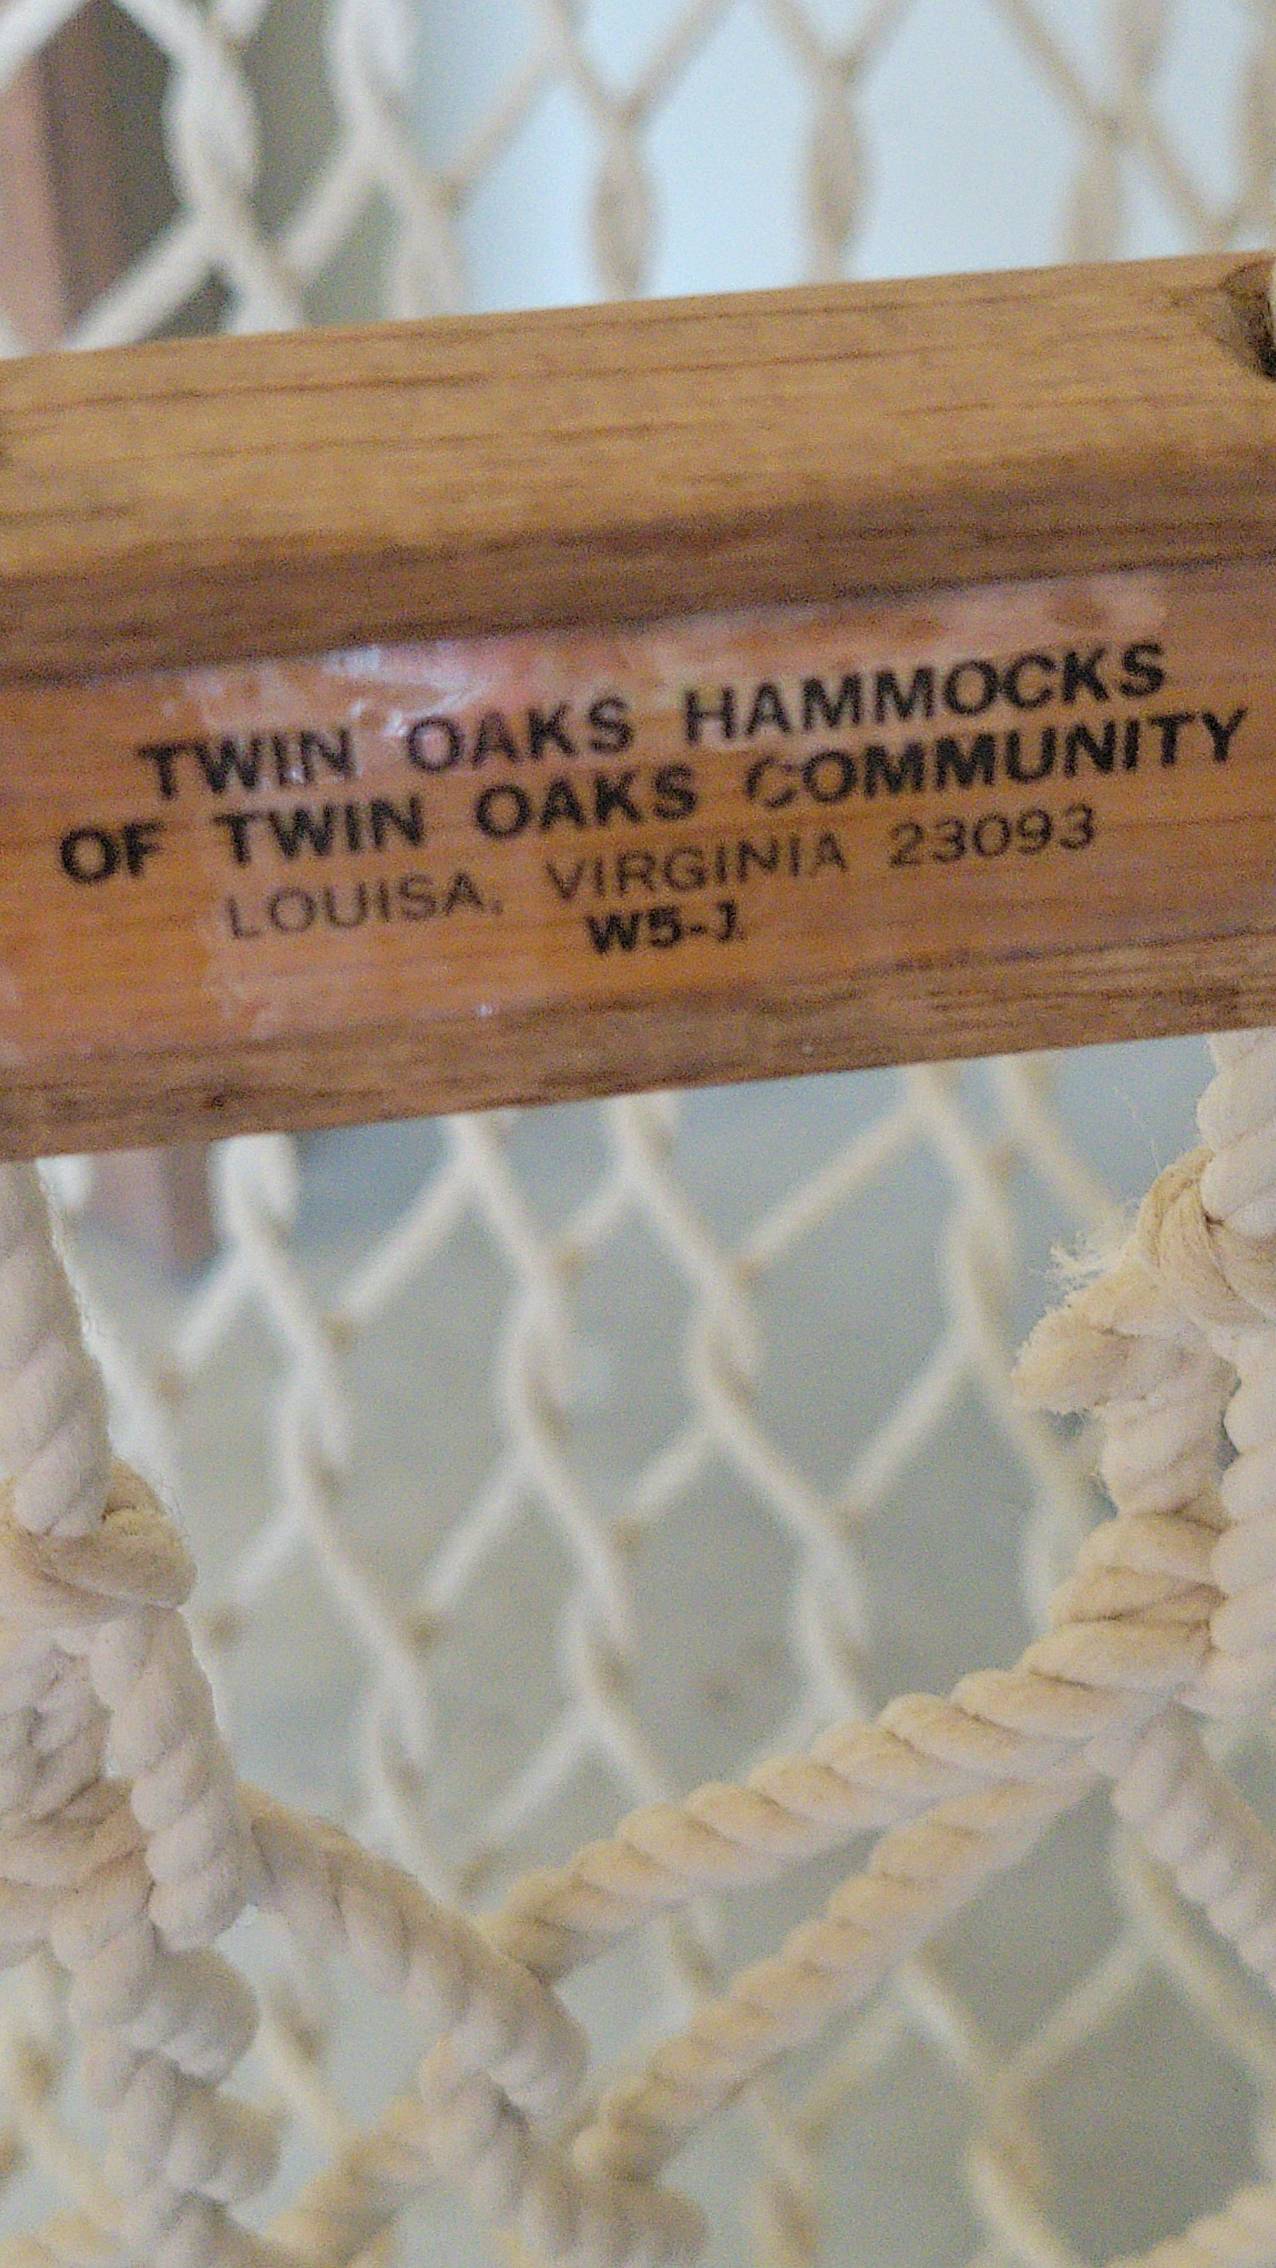 TWIN OAKS HAMMOCKS
OF TWIN OAKS COMMUNITY
LOUISA, VIRGINIA 23093
W5-J